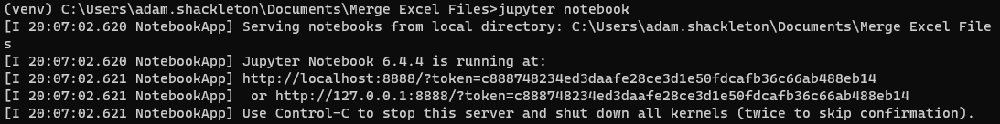 (venv) C:\Users\adam.shackleton\Documents\Merge Excel Files>jupyter notebook
[I 20:07:02.620 NotebookApp] Serving notebooks from local directory: C:\Users\adam.shackleton\Documents\Merge Excel File
s
[I 20:07:02.620 NotebookApp] Jupyter Notebook 6.4.4 is running at:
[I 20:07:02.621 NotebookApp] http://localhost:8888/?token=c888748234ed3daafe28ce3d1e50fdcafb36c66ab488eb14
[I 20:07:02.621 NotebookApp]  or http://127.0.0.1:8888/?token=c888748234ed3daafe28ce3d1e50fdcafb36c66ab488eb14
[I 20:07:02.621 NotebookApp] Use Control-C to stop this server and shut down all kernels (twice to skip confirmation).